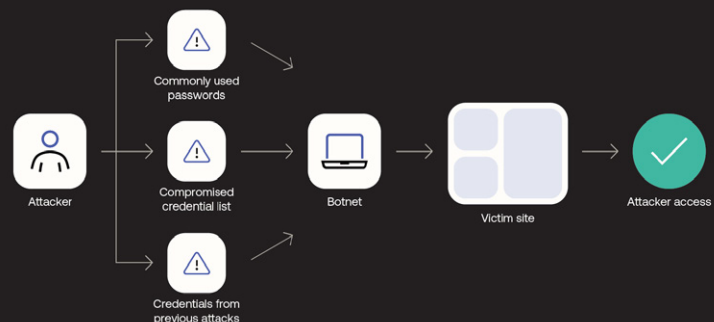 Commonly used
passwords
Attacker
Compromised
credential list
Botnet
Victim site
Attacker access
Credentials from
previous attacks